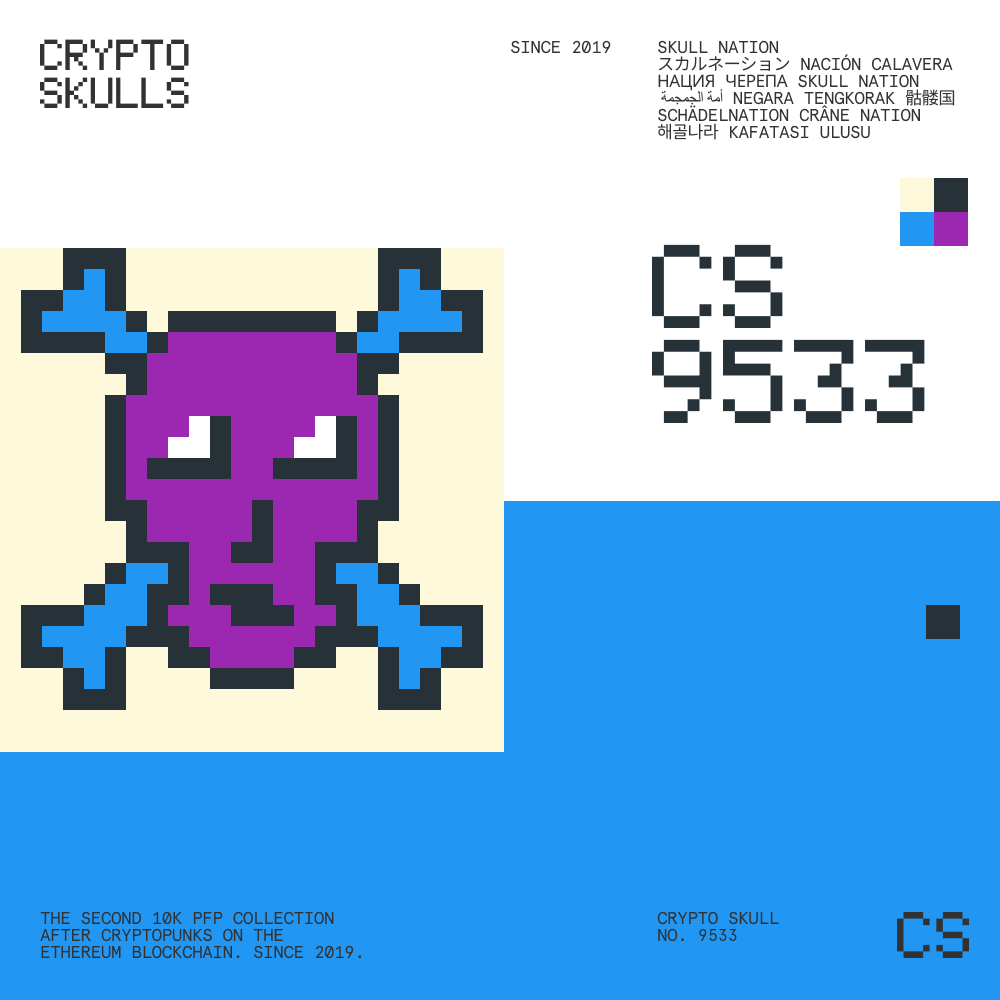 CRYPTO
SKULLS
SINCE 2019
SKULL NATION
スカルネーション NACIÓN CALAVERA
НАЦИЯ ЧЕРЕПА SKULL NATION
أمة الجمجمة NEGARA TENGKORAK 骷髅国
SCHÄDELNATION CRÂNE NATION
해골나라 KAFATASI ULUSU
CS
9533
THE SECOND 10K PFP COLLECTION
AFTER CRYPTOPUNKS ON THE
ETHEREUM BLOCKCHAIN. SINCE 2019.
CRYPTO SKULL
NO. 9533
CS